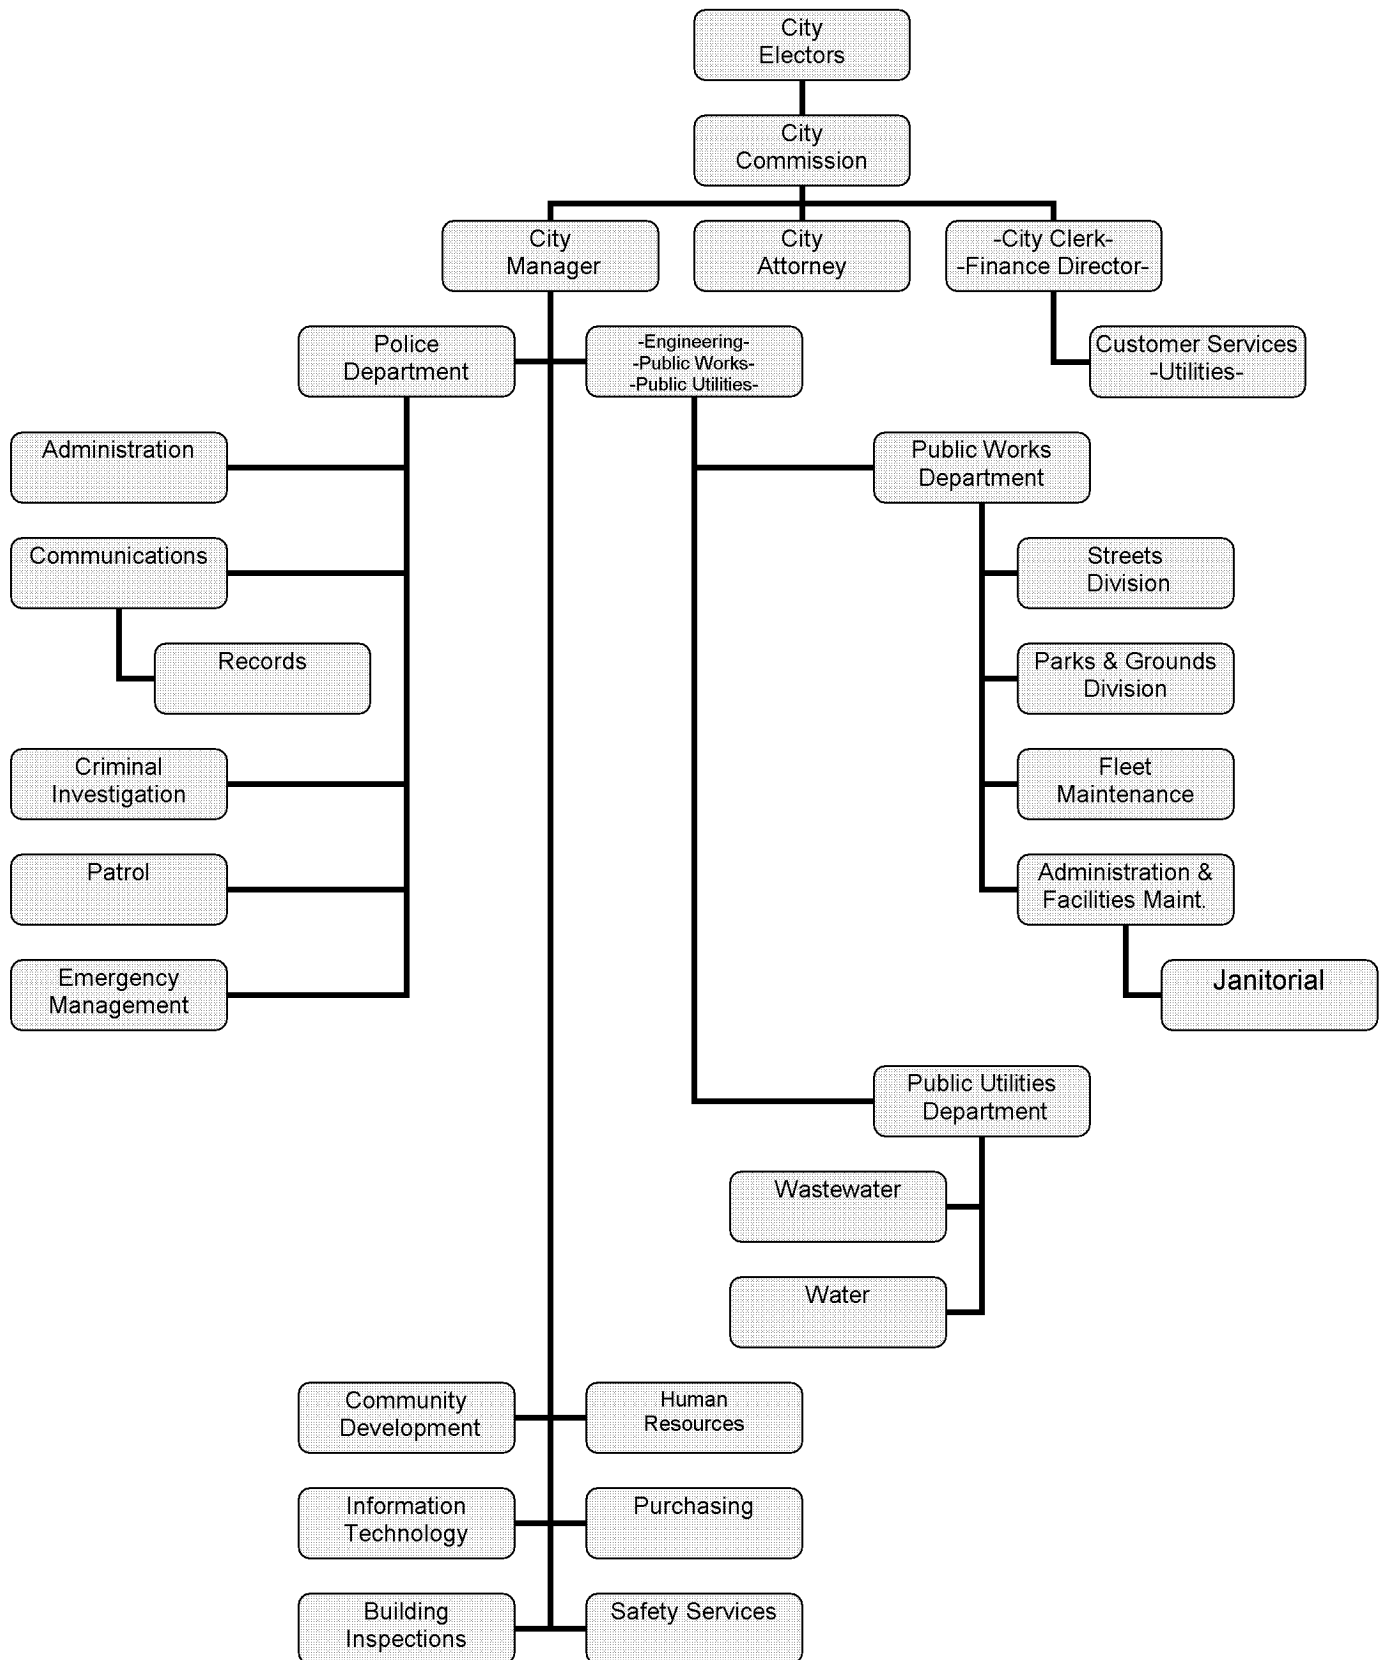 City
Electors
City
Commission
City
Manager
City
Attorney
-City Clerk-
-Finance Director-
Police
Department
-Engineering-
-Public Works-
-Public Utilities-
Customer Services
-Utilities-
Administration
Public Works
Department
Communications
Streets
Division
Records
Parks & Grounds
Division
Criminal
Investigation
Fleet
Maintenance
Patrol
Administration &
Facilities Maint.
Emergency
Management
Janitorial
Public Utilities
Department
Wastewater
Water
Community
Development
Human
Resources
Information
Technology
Purchasing
Building
Inspections
Safety Services